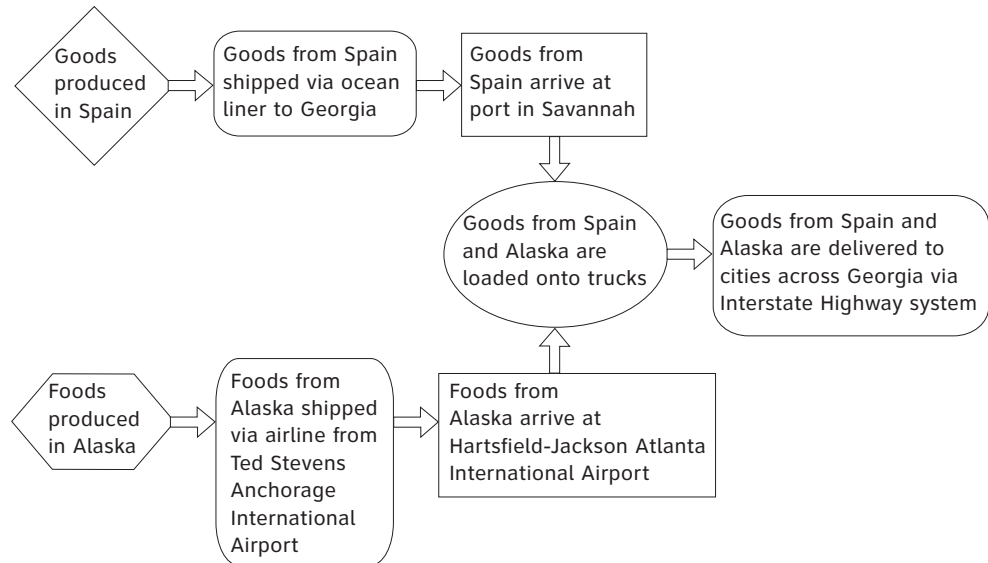 Goods
produced
in Spain
Goods from Spain
shipped via ocean
liner to Georgia
Goods from
Spain arrive at
port in Savannah
Goods from Spain
and Alaska are
loaded onto trucks
Goods from Spain and
Alaska are delivered to
cities across Georgia via
Interstate Highway system
Foods
produced
in Alaska
Foods from
Alaska shipped
via airline from
Ted Stevens
Anchorage
International
Airport
Foods from
Alaska arrive at
Hartsfield-Jackson Atlanta
International Airport